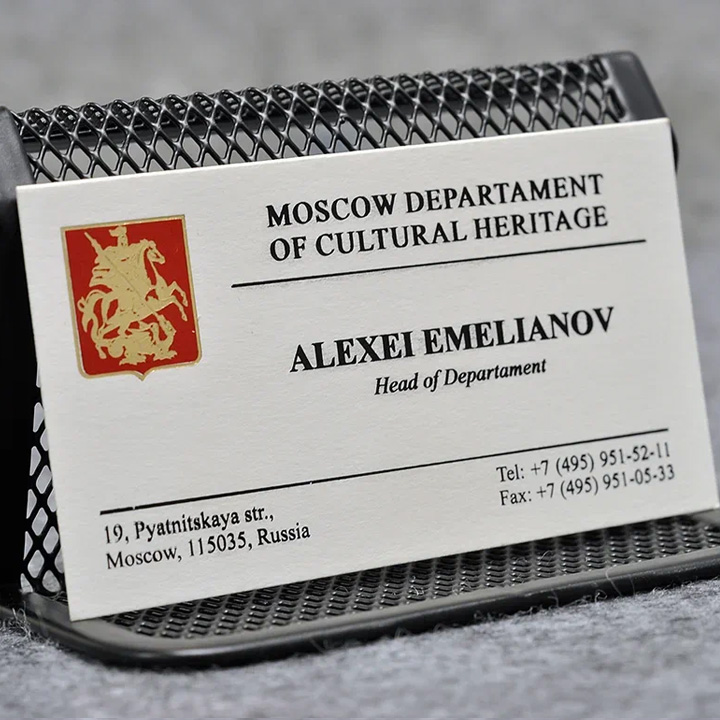 MOSCOW DEPARTAMENT
OF CULTURAL HERITAGE
ALEXEI EMELIANOV
Head of Departament
19, Pyatnitskaya str.,
Moscow, 115035, Russia
Tel: +7 (495) 951-52-11
Fax: +7 (495) 951-05-33